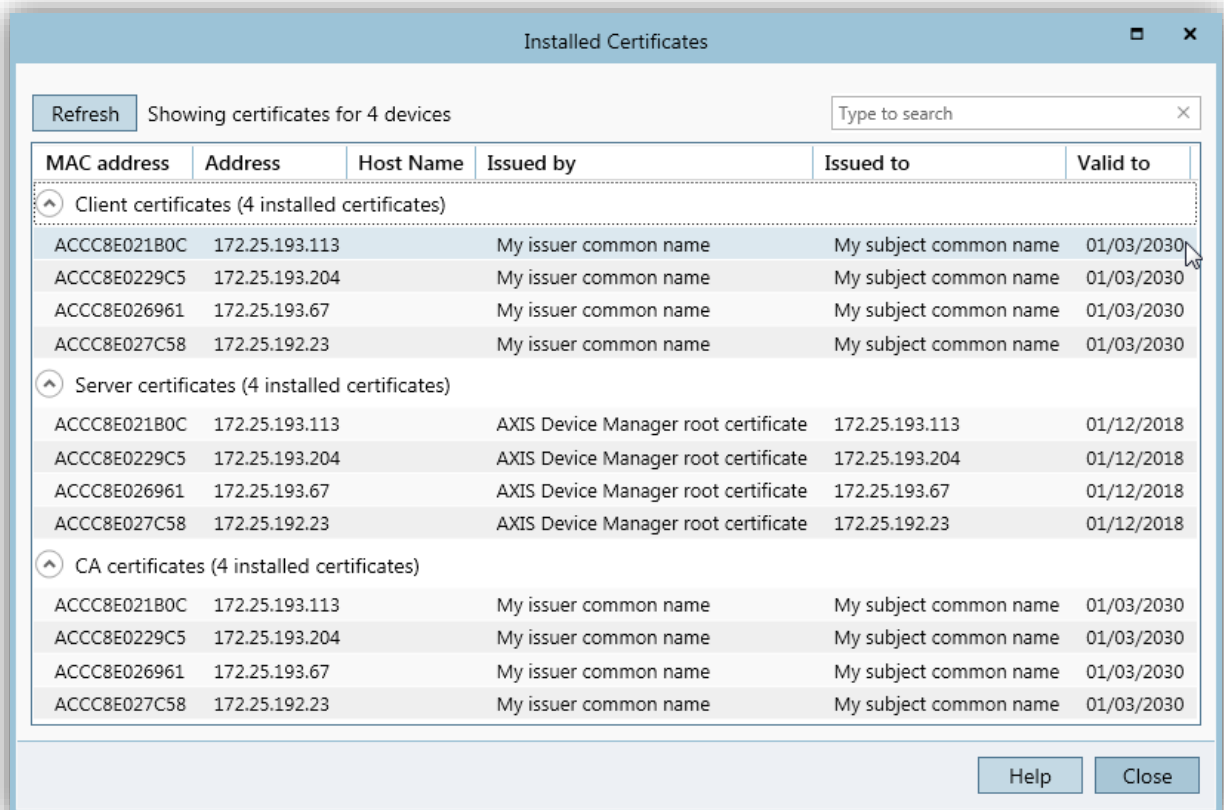 Installed Certificates
Refresh Showing certificates for 4 devices Type to search
MAC address Address Host Name Issued by Issued to Valid to
Client certificates (4 installed certificates)
ACCC8E021B0C 172.25.193.113 My issuer common name My subject common name 01/03/2030
ACCC8E0229C5 172.25.193.204 My issuer common name My subject common name 01/03/2030
ACCC8E026961 172.25.193.67 My issuer common name My subject common name 01/03/2030
ACCC8E027C58 172.25.192.23 My issuer common name My subject common name 01/03/2030
Server certificates (4 installed certificates)
ACCC8E021B0C 172.25.193.113 AXIS Device Manager root certificate 172.25.193.113 01/12/2018
ACCC8E0229C5 172.25.193.204 AXIS Device Manager root certificate 172.25.193.204 01/12/2018
ACCC8E026961 172.25.193.67 AXIS Device Manager root certificate 172.25.193.67 01/12/2018
ACCC8E027C58 172.25.192.23 AXIS Device Manager root certificate 172.25.192.23 01/12/2018
CA certificates (4 installed certificates)
ACCC8E021B0C 172.25.193.113 My issuer common name My subject common name 01/03/2030
ACCC8E0229C5 172.25.193.204 My issuer common name My subject common name 01/03/2030
ACCC8E026961 172.25.193.67 My issuer common name My subject common name 01/03/2030
ACCC8E027C58 172.25.192.23 My issuer common name My subject common name 01/03/2030
Help Close